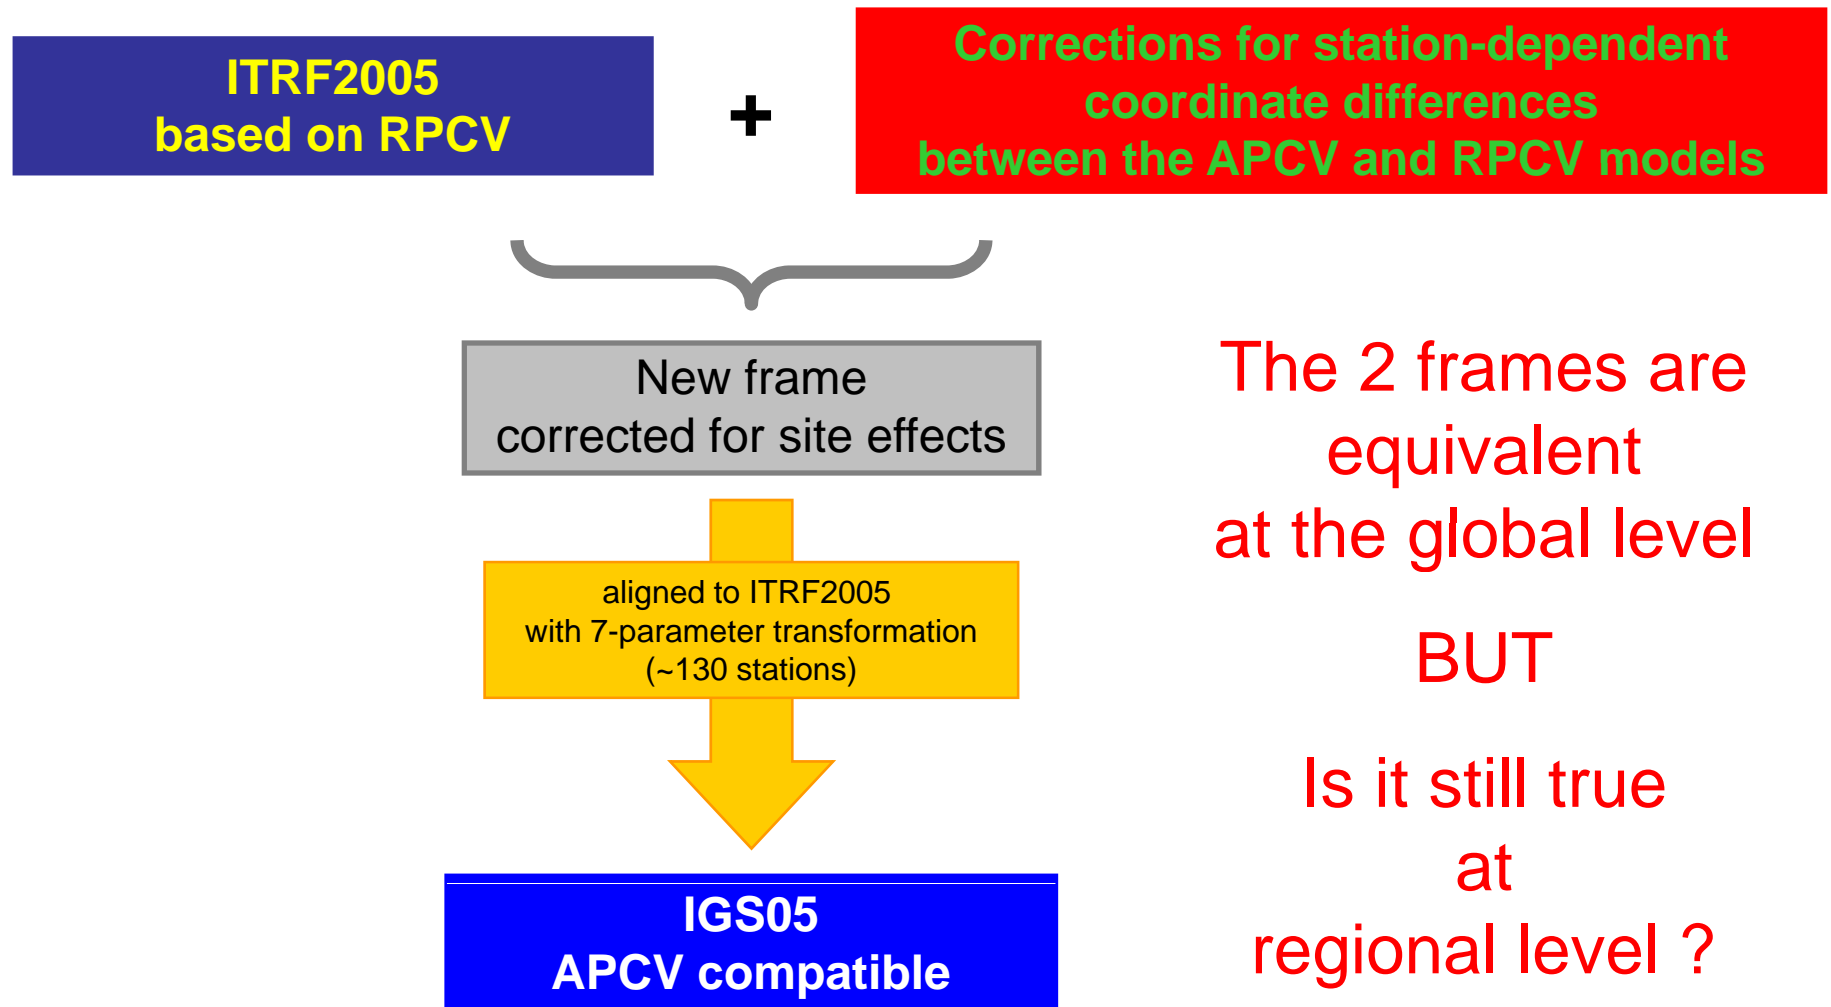 ITRF2005
based on RPCV
+
Corrections for station-dependent
coordinate differences
between the APCV and RPCV models
New frame
corrected for site effects
aligned to ITRF2005
with 7-parameter transformation
(~130 stations)
IGS05
APCV compatible
The 2 frames are
equivalent
at the global level
BUT
Is it still true
at
regional level ?